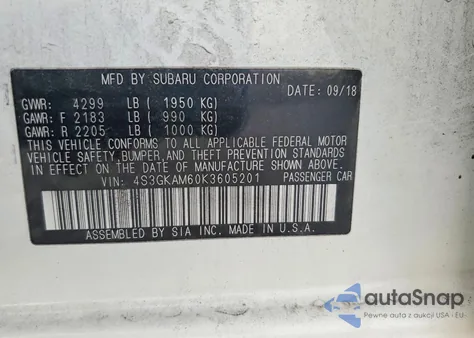 MFD BY SUBARU CORPORATION
DATE: 09/18
GVWR: 4299 LB ( 1950 KG)
GAWR: F 2183 LB ( 990 KG)
GAWR: R 2205 LB ( 1000 KG)
THIS VEHICLE CONFORMS TO ALL APPLICABLE FEDERAL MOTOR
VEHICLE SAFETY, BUMPER, AND THEFT PREVENTION STANDARDS
IN EFFECT ON THE DATE OF MANUFACTURE SHOWN ABOVE.
VIN: 4S3GKAM60K3605201 PASSENGER CAR
ASSEMBLED BY SIA INC. MADE IN U.S.A.
autoSnap
Pewne auta z aukcji USA - EU